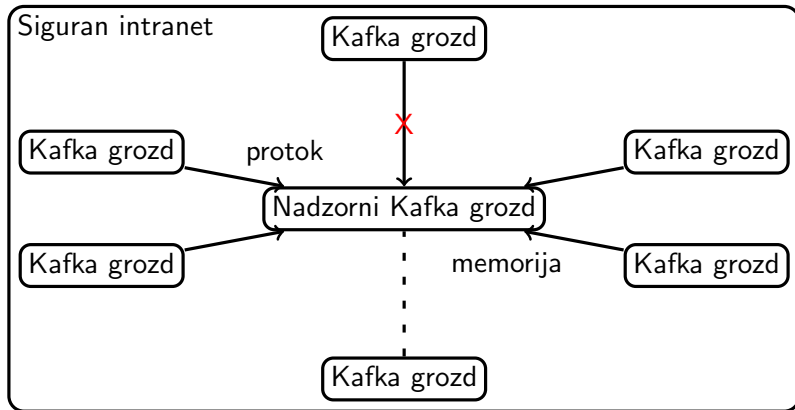 Siguran intranet
Kafka grozd
X
Kafka grozd
protok
Kafka grozd
Nadzorni Kafka grozd
Kafka grozd
memorija
Kafka grozd
Kafka grozd